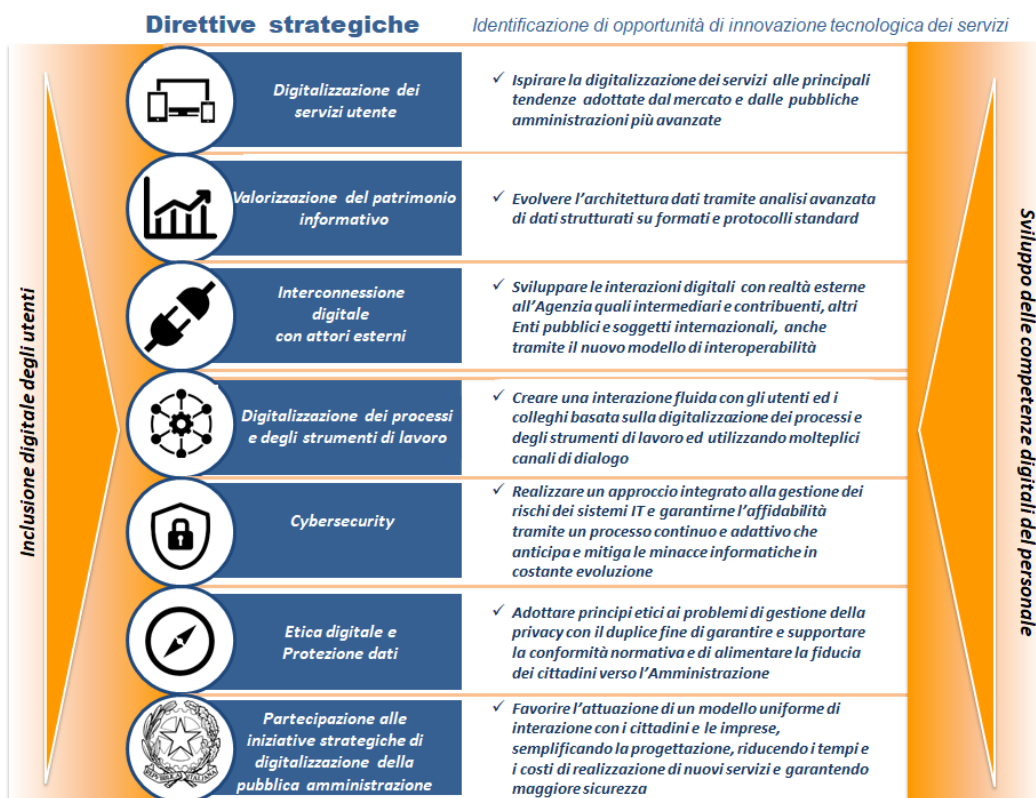 Direttive strategiche
Identificazione di opportunità di innovazione tecnologica dei servizi
Inclusione digitale degli utenti
Digitalizzazione dei
servizi utente
✓ Ispirare la digitalizzazione dei servizi alle principali
tendenze adottate dal mercato e dalle pubbliche
amministrazioni più avanzate
Valorizzazione del patrimonio
informativo
✓ Evolvere l'architettura dati tramite analisi avanzata
di dati strutturati su formati e protocolli standard
Interconnessione
digitale
con attori esterni
✓ Sviluppare le interazioni digitali con realtà esterne
all'Agenzia quali intermediari e contribuenti, altri
Enti pubblici e soggetti internazionali, anche
tramite il nuovo modello di interoperabilità
Digitalizzazione dei processi
e degli strumenti di lavoro
✓ Creare una interazione fluida con gli utenti ed i
colleghi basata sulla digitalizzazione dei processi e
degli strumenti di lavoro ed utilizzando molteplici
canali di dialogo
Cybersecurity
✓ Realizzare un approccio integrato alla gestione dei
rischi dei sistemi IT e garantirne l'affidabilità
tramite un processo continuo e adattivo che
anticipa e mitiga le minacce informatiche in
costante evoluzione
Etica digitale e
Protezione dati
✓ Adottare principi etici ai problemi di gestione della
privacy con il duplice fine di garantire e supportare
la conformità normativa e di alimentare la fiducia
dei cittadini verso l'Amministrazione
Partecipazione alle
iniziative strategiche di
digitalizzazione della
pubblica amministrazione
✓ Favorire l'attuazione di un modello uniforme di
interazione con i cittadini e le imprese,
semplificando la progettazione, riducendo i tempi e
i costi di realizzazione di nuovi servizi e garantendo
maggiore sicurezza
Sviluppo delle competenze digitali del personale